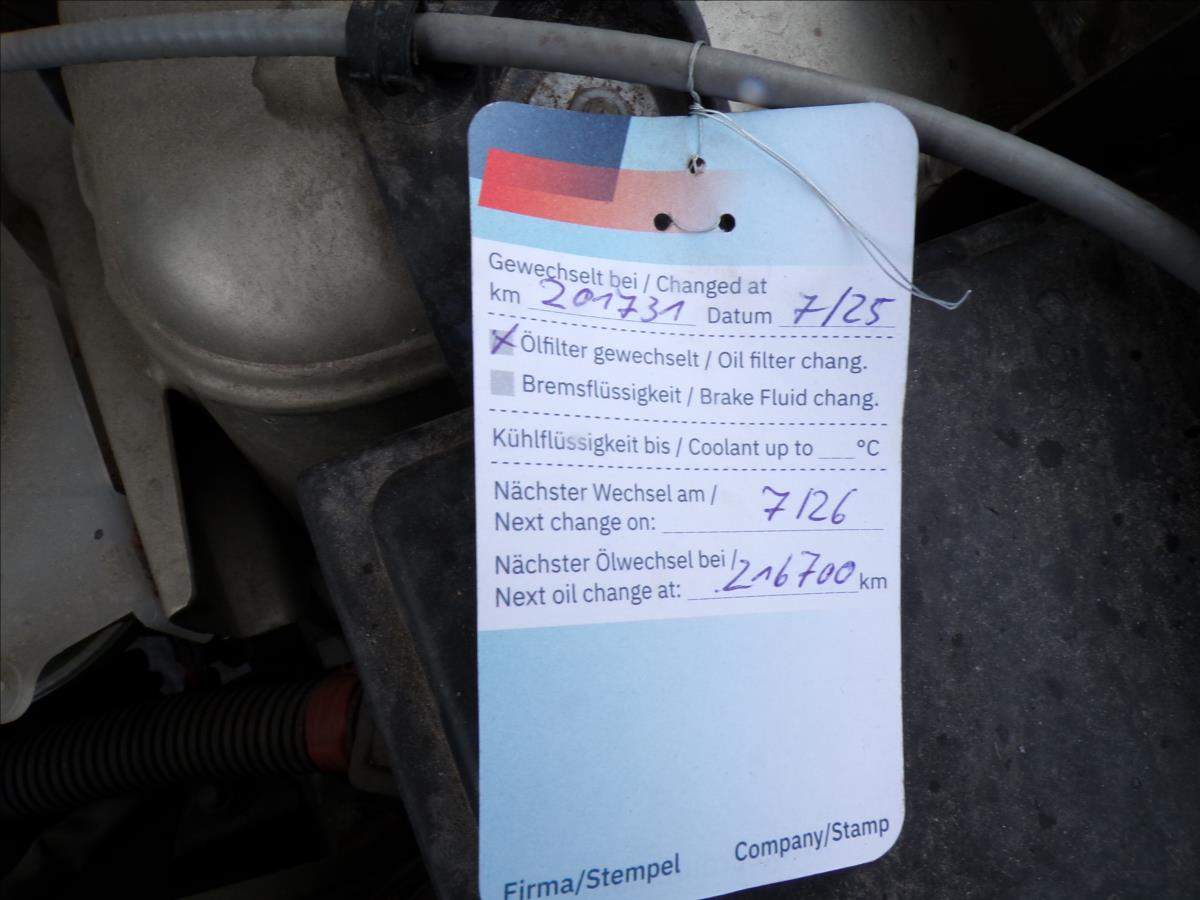 Gewechselt bei / Changed at
km 201731 Datum 7/25
Ölfilter gewechselt / Oil filter chang.
Bremsflüssigkeit / Brake Fluid chang.
Kühlflüssigkeit bis / Coolant up to ___ °C
Nächster Wechsel am / 7/26
Next change on:
Nächster Ölwechsel bei /
Next oil change at: 216700 km
Firma/Stempel Company/Stamp